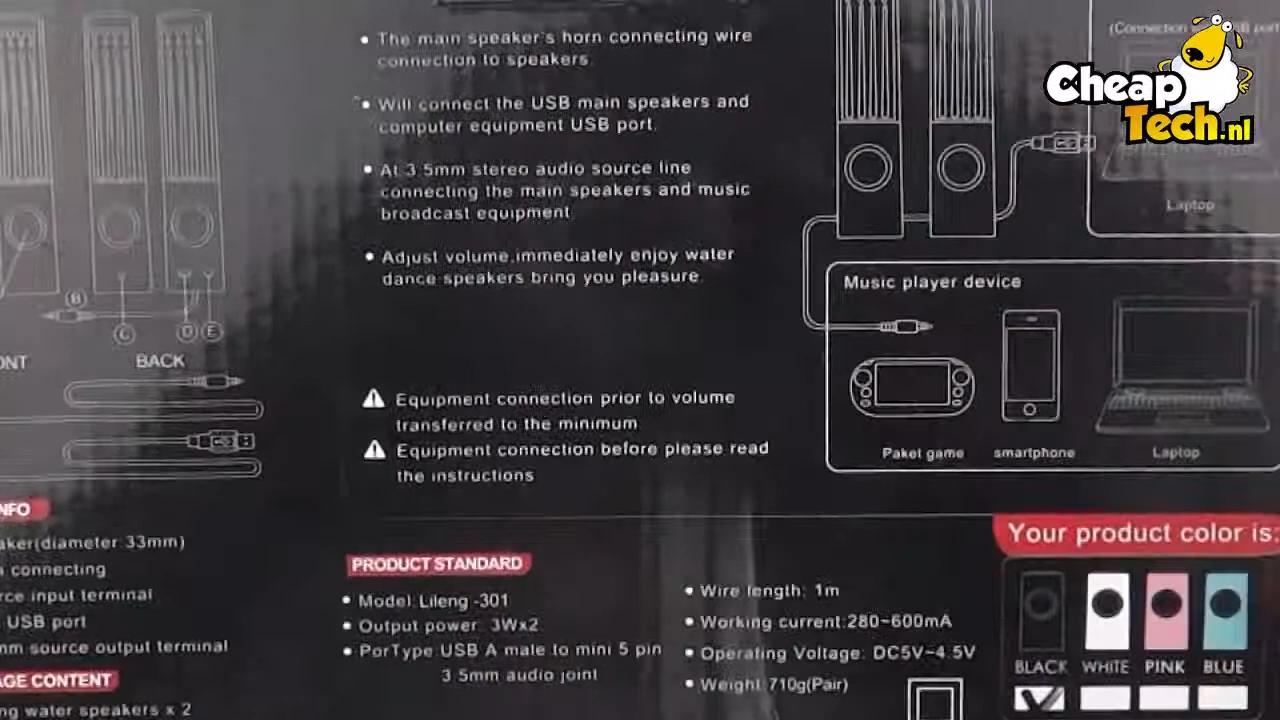 The main speaker's horn connecting wire
connection to speakers.
Will connect the USB main speakers and
computer equipment USB port.
At 3.5mm stereo audio source line
connecting the main speakers and music
broadcast equipment
Adjust volume,immediately enjoy water
dance speakers bring you pleasure.
Equipment connection prior to volume
transferred to the minimum
Equipment connection before please read
the instructions
B
C D E
ONT BACK
(Connection
Cheap
Tech.nl
Laptop
Music player device
Paket game smartphone Laptop
NFO
aker(diameter 33mm)
connecting
rce input terminal
USB port
mm source output terminal
AGE CONTENT
ng water speakers x 2
PRODUCT STANDARD
Model: Lileng -301
Output power: 3Wx2
PorType:USB A male to mini 5 pin
3.5mm audio joint
Wire length: 1m
Working current:280~600mA
Operating Voltage: DC5V~4.5V
Weight:710g(Pair)
Your product color is:
BLACK WHITE PINK BLUE